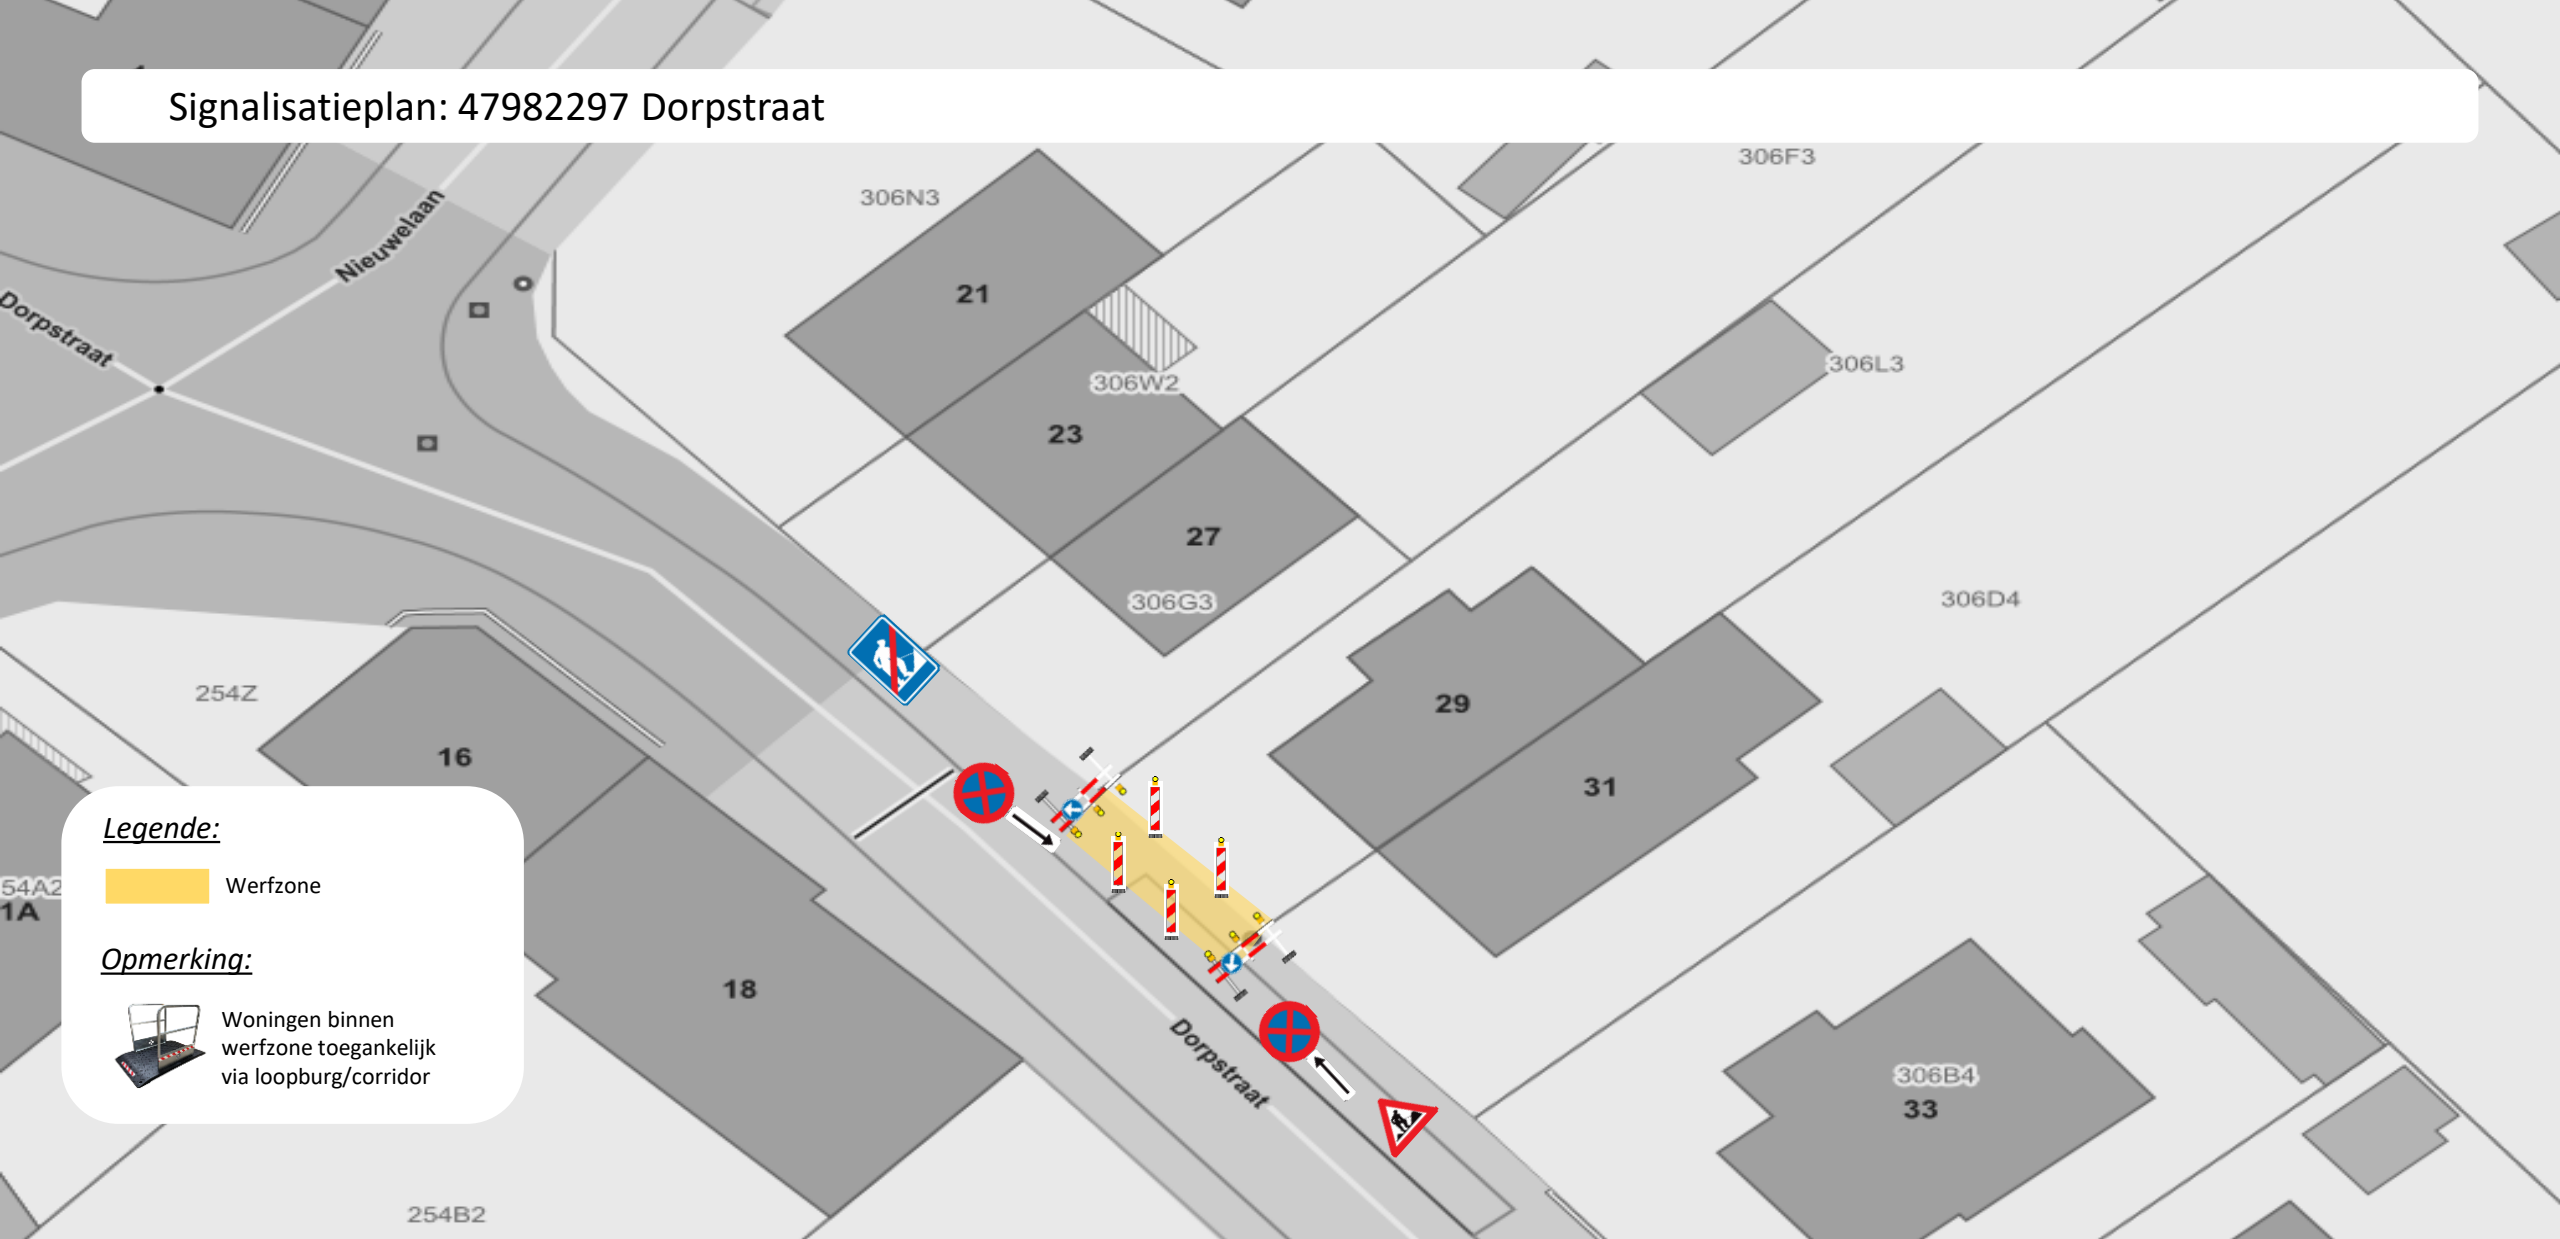 Signalisatieplan: 47982297 Dorpstraat
306F3
306N3
Nieuwelaan
21
Dorpstraat
306L3
306W2
23
27
306G3
306D4
254Z
29
16
31
Legende:
54A2
Werfzone
1A
Opmerking:
18
Woningen binnen
werfzone toegankelijk
via loopburg/corridor
Dorpstraat
306B4
33
254B2